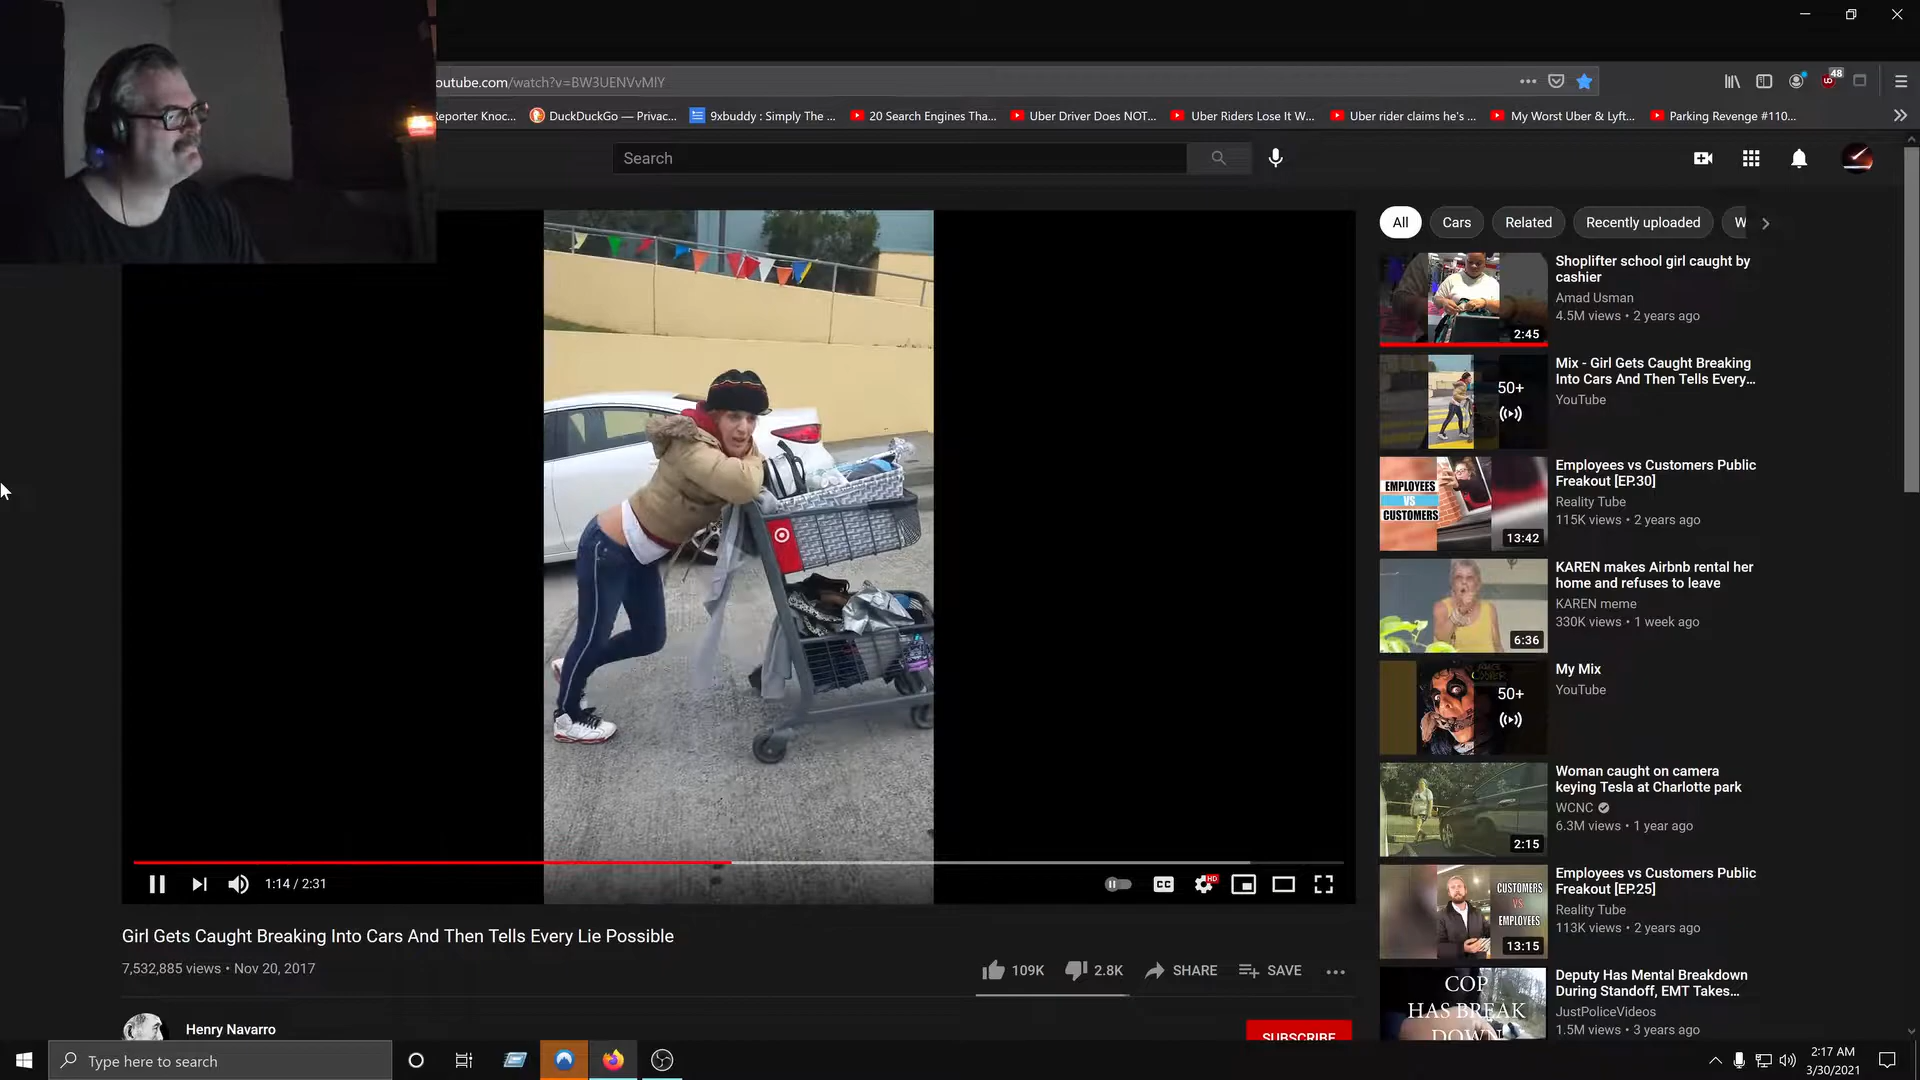 outube.com/watch?v=BW3UENVvMlY
48
eporter Knoc...
DuckDuckGo — Privac...
9xbuddy : Simply The ...
20 Search Engines Tha...
Uber Driver Does NOT...
Uber Riders Lose It W...
Uber rider claims he's ...
My Worst Uber & Lyft...
Parking Revenge #110...
Search
All
Cars
Related
Recently uploaded
W
Shoplifter school girl caught by
cashier
Amad Usman
4.5M views • 2 years ago
2:45
Mix - Girl Gets Caught Breaking
Into Cars And Then Tells Every...
YouTube
50+
Employees vs Customers Public
Freakout [EP.30]
Reality Tube
115K views • 2 years ago
EMPLOYEES
VS
CUSTOMERS
13:42
KAREN makes Airbnb rental her
home and refuses to leave
KAREN meme
330K views • 1 week ago
6:36
My Mix
YouTube
50+
Woman caught on camera
keying Tesla at Charlotte park
WCNC
6.3M views • 1 year ago
2:15
Employees vs Customers Public
Freakout [EP.25]
Reality Tube
113K views • 2 years ago
CUSTOMERS
VS
EMPLOYEES
13:15
Deputy Has Mental Breakdown
During Standoff, EMT Takes...
JustPoliceVideos
1.5M views • 3 years ago
COP
HAS BREAK
DOWN
1:14 / 2:31
CC
HD
Girl Gets Caught Breaking Into Cars And Then Tells Every Lie Possible
7,532,885 views • Nov 20, 2017
109K
2.8K
SHARE
SAVE
Henry Navarro
SUBSCRIBE
Type here to search
2:17 AM
3/30/2021